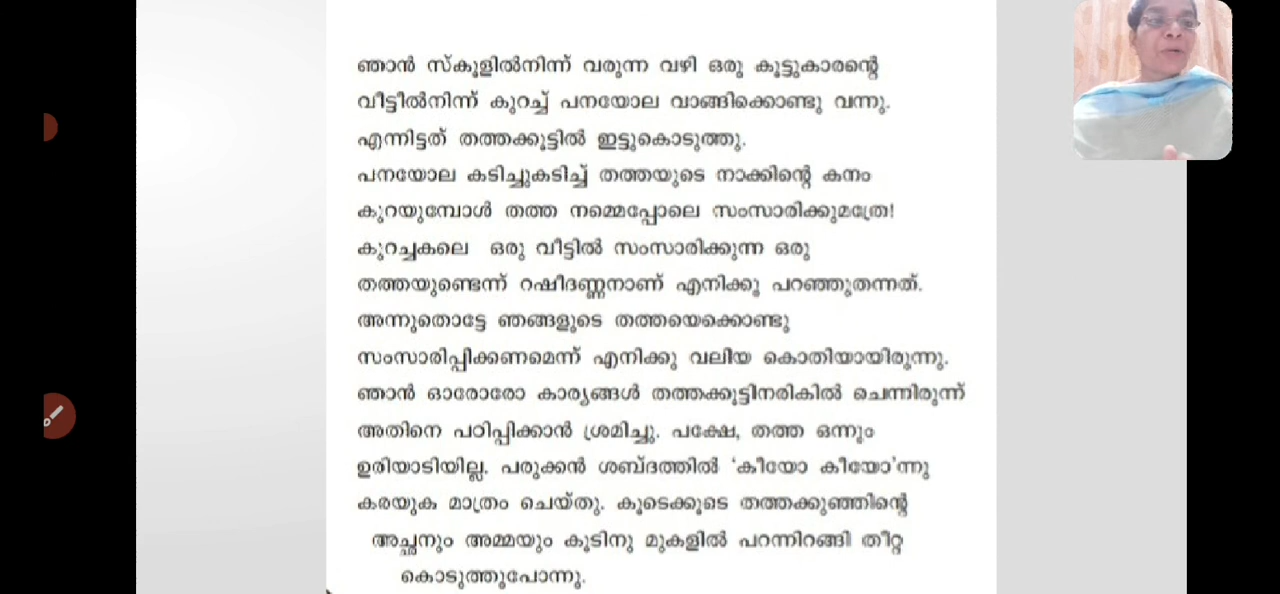 ഞാൻ സ്കൂളിൽനിന്ന് വരുന്ന വഴി ഒരു കൂട്ടുകാരന്റെ
വീട്ടീൽനിന്ന് കുറച്ച് പനയോല വാങ്ങിക്കൊണ്ടു വന്നു.
എന്നിട്ടത് തത്തക്കൂട്ടിൽ ഇട്ടുകൊടുത്തു.
പനയോല കടിച്ചുകടിച്ച് തത്തയുടെ നാക്കിന്റെ കനം
കുറയുമ്പോൾ തത്ത നമ്മെപ്പോലെ സംസാരിക്കുമത്രേ!
കുറച്ചകലെ ഒരു വീട്ടിൽ സംസാരിക്കുന്ന ഒരു
തത്തയുണ്ടെന്ന് റഷീദണ്ണനാണ് എനിക്കു പറഞ്ഞുതന്നത്.
അന്നുതൊട്ടേ ഞങ്ങളുടെ തത്തയെക്കൊണ്ടു
സംസാരിപ്പിക്കണമെന്ന് എനിക്കു വലിയ കൊതിയായിരുന്നു.
ഞാൻ ഓരോരോ കാര്യങ്ങൾ തത്തക്കൂട്ടിനരികിൽ ചെന്നിരുന്ന്
അതിനെ പഠിപ്പിക്കാൻ ശ്രമിച്ചു. പക്ഷേ, തത്ത ഒന്നും
ഉരിയാടിയില്ല. പരുക്കൻ ശബ്ദത്തിൽ 'കീയോ കീയോ'ന്നു
കരയുക മാത്രം ചെയ്തു. കൂടെക്കൂടെ തത്തക്കുഞ്ഞിന്റെ
അച്ഛനും അമ്മയും കൂടിനു മുകളിൽ പറന്നിറങ്ങി തീറ്റ
കൊടുത്തുപോന്നു.